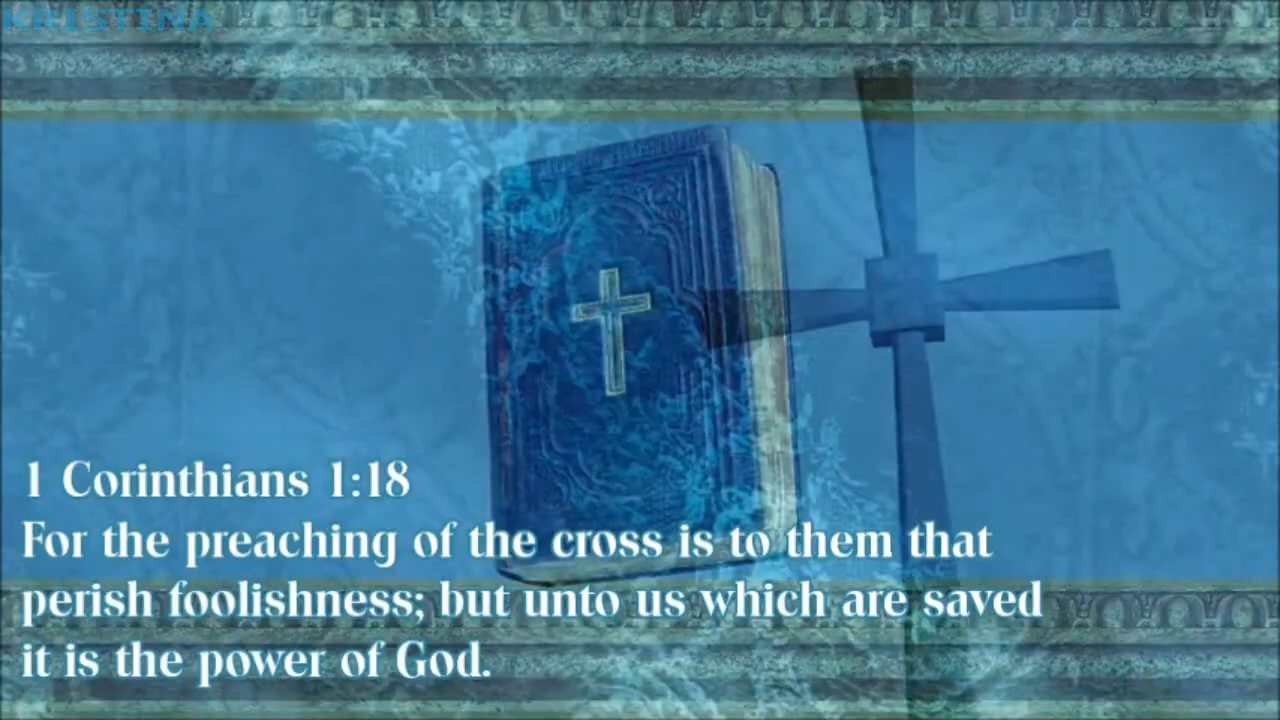 KRISTINA
1 Corinthians 1:18
For the preaching of the cross is to them that
perish foolishness; but unto us which are saved
it is the power of God.